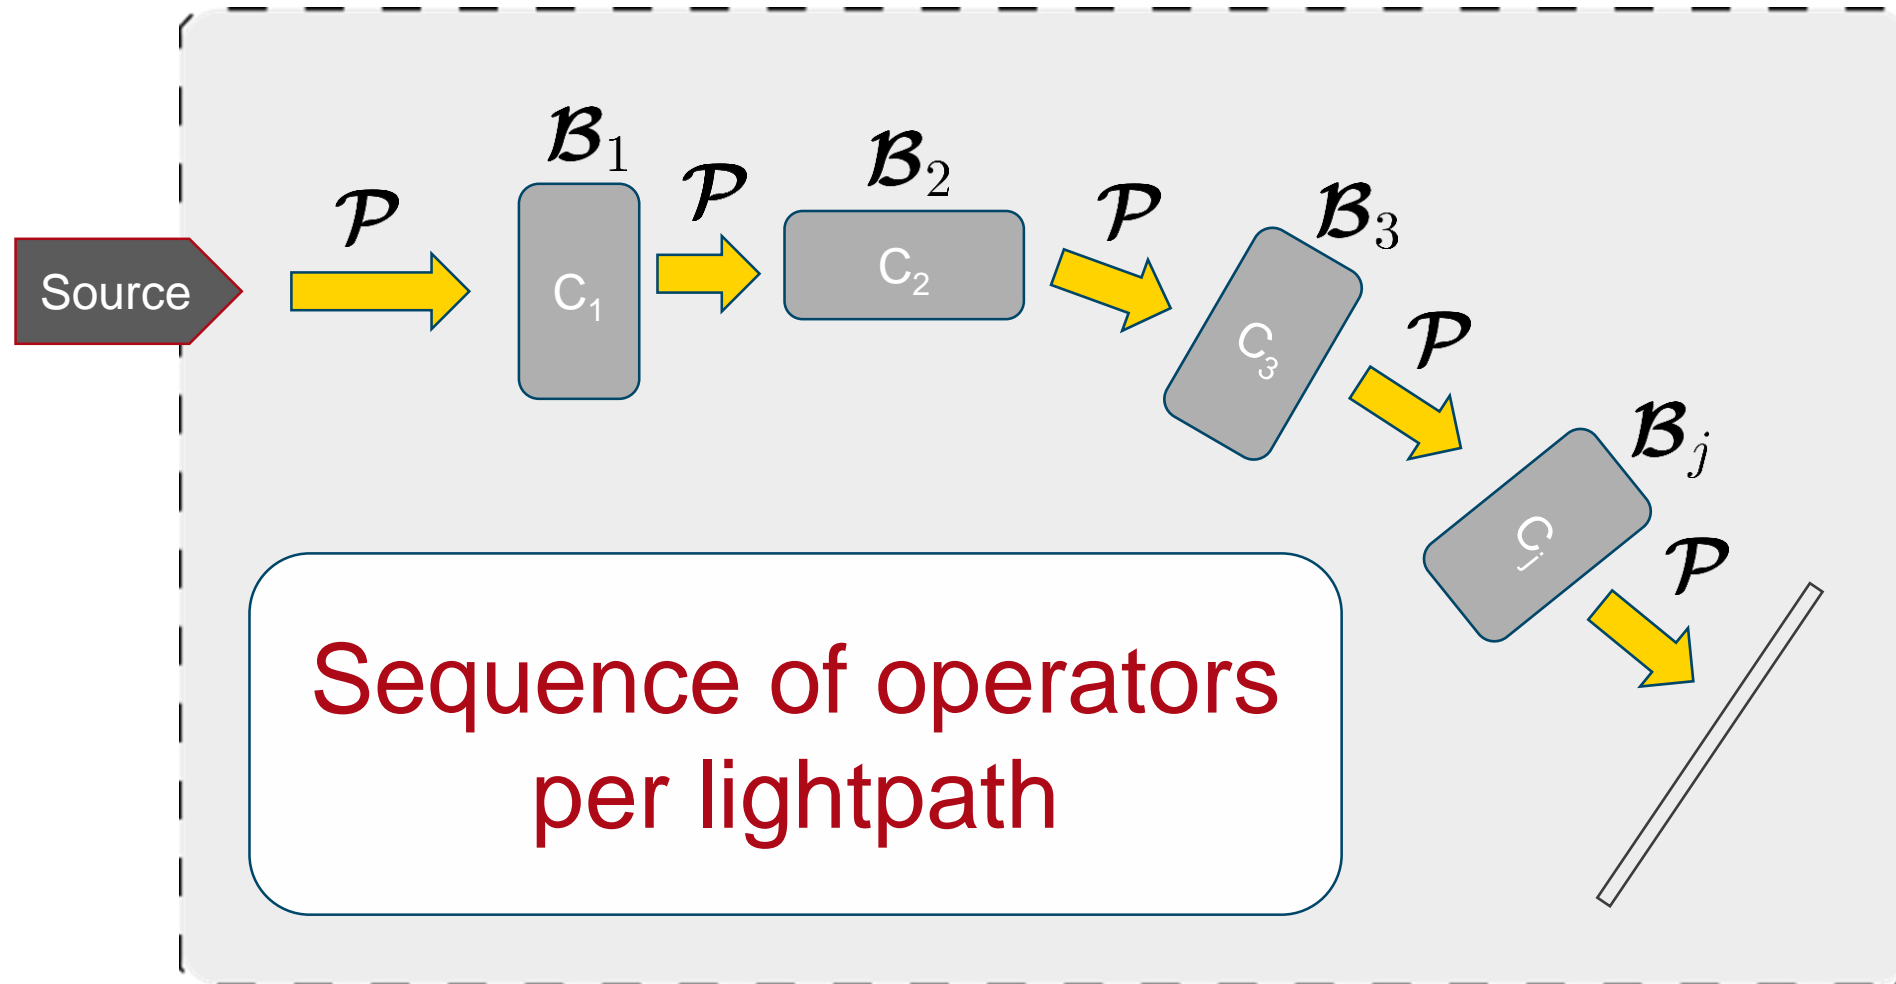 𝓑₁
𝓟
𝓑₂
𝓟
𝓟
𝓑₃
Source
C₁
C₂
C₃
𝓟
𝓑ⱼ
Cⱼ
𝓟
Sequence of operators
per lightpath